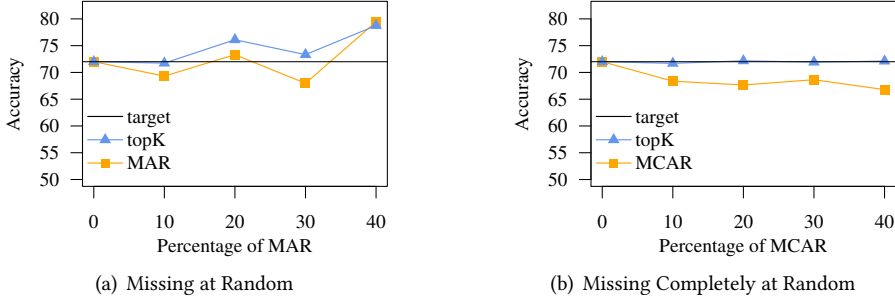 80
75
70
65
60
55
50
Accuracy
target
topK
MAR
0 10 20 30 40
Percentage of MAR
(a) Missing at Random
80
75
70
65
60
55
50
Accuracy
target
topK
MCAR
0 10 20 30 40
Percentage of MCAR
(b) Missing Completely at Random